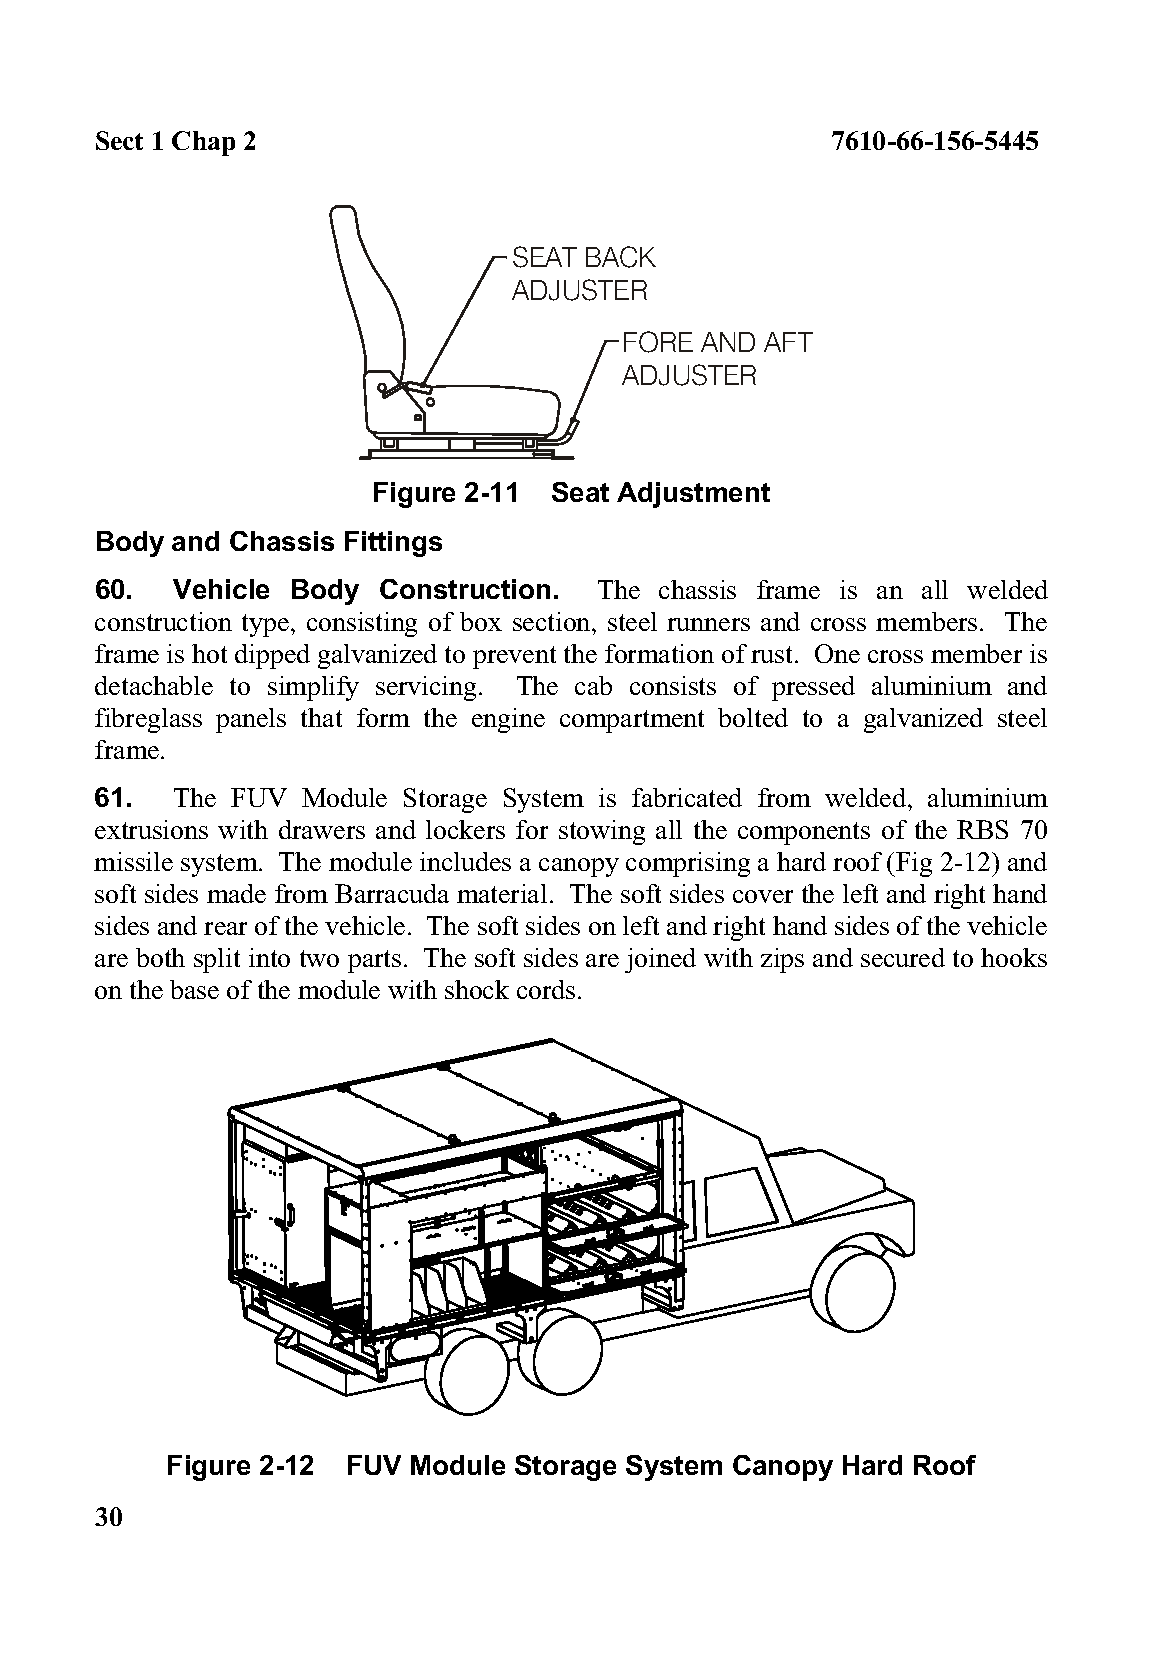 Sect 1 Chap 2 7610-66-156-5445
SEAT BACK
ADJUSTER
FORE AND AFT
ADJUSTER
Figure 2-11 Seat Adjustment
Body and Chassis Fittings
60. Vehicle Body Construction. The chassis frame is an all welded
construction type, consisting of box section, steel runners and cross members. The
frame is hot dipped galvanized to prevent the formation of rust. One cross member is
detachable to simplify servicing. The cab consists of pressed aluminium and
fibreglass panels that form the engine compartment bolted to a galvanized steel
frame.
61. The FUV Module Storage System is fabricated from welded, aluminium
extrusions with drawers and lockers for stowing all the components of the RBS 70
missile system. The module includes a canopy comprising a hard roof (Fig 2-12) and
soft sides made from Barracuda material. The soft sides cover the left and right hand
sides and rear of the vehicle. The soft sides on left and right hand sides of the vehicle
are both split into two parts. The soft sides are joined with zips and secured to hooks
on the base of the module with shock cords.
Figure 2-12 FUV Module Storage System Canopy Hard Roof
30